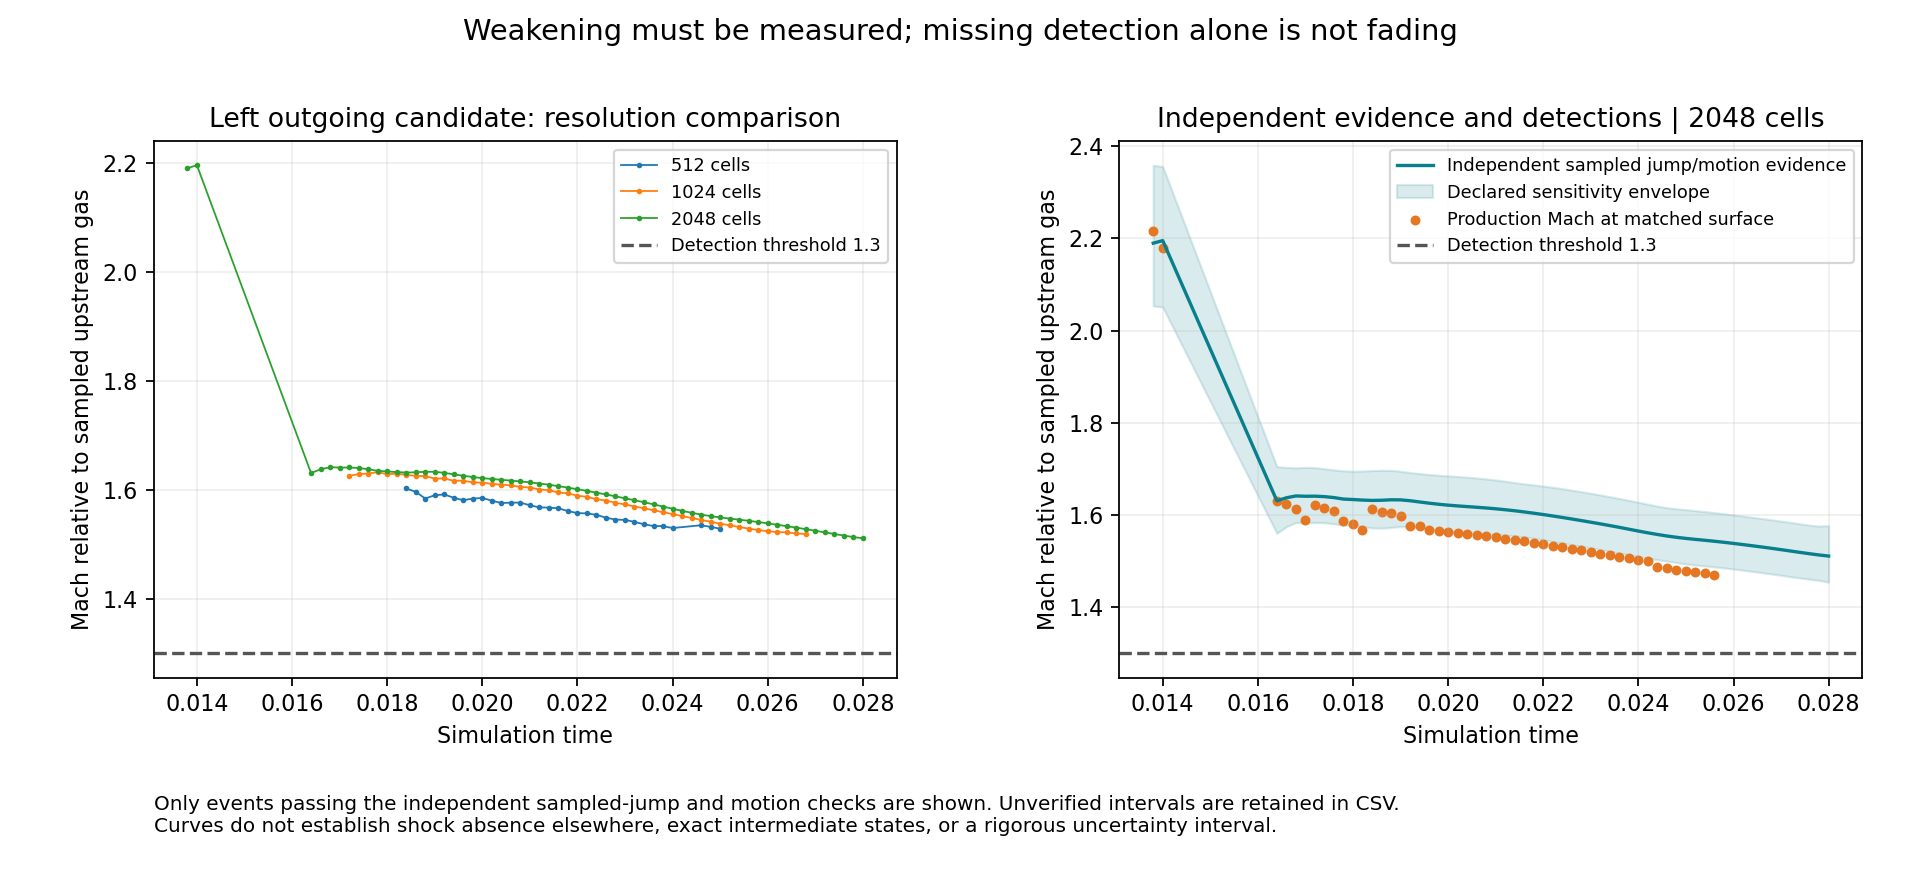 Weakening must be measured; missing detection alone is not fading
Left outgoing candidate: resolution comparison
Mach relative to sampled upstream gas
2.2
2.0
1.8
1.6
1.4
512 cells
1024 cells
2048 cells
Detection threshold 1.3
0.014
0.016
0.018
0.020
0.022
0.024
0.026
0.028
Simulation time
Independent evidence and detections | 2048 cells
Mach relative to sampled upstream gas
2.4
2.2
2.0
1.8
1.6
1.4
Independent sampled jump/motion evidence
Declared sensitivity envelope
Production Mach at matched surface
Detection threshold 1.3
0.014
0.016
0.018
0.020
0.022
0.024
0.026
0.028
Simulation time
Only events passing the independent sampled-jump and motion checks are shown. Unverified intervals are retained in CSV.
Curves do not establish shock absence elsewhere, exact intermediate states, or a rigorous uncertainty interval.